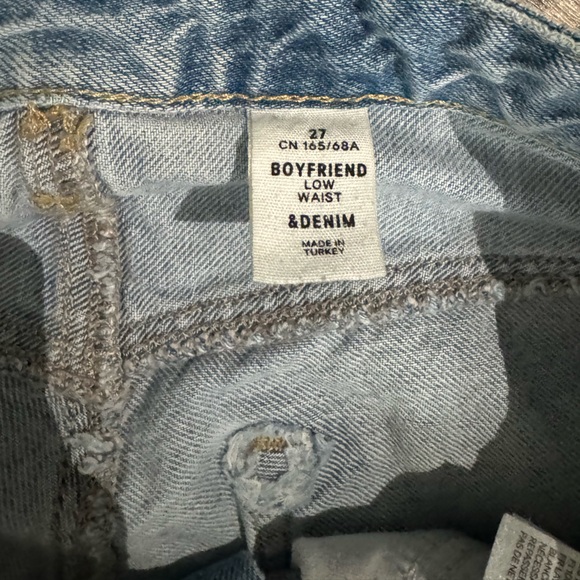 27
CN 165/68A
BOYFRIEND
LOW
WAIST
&DENIM
MADE IN
TURKEY